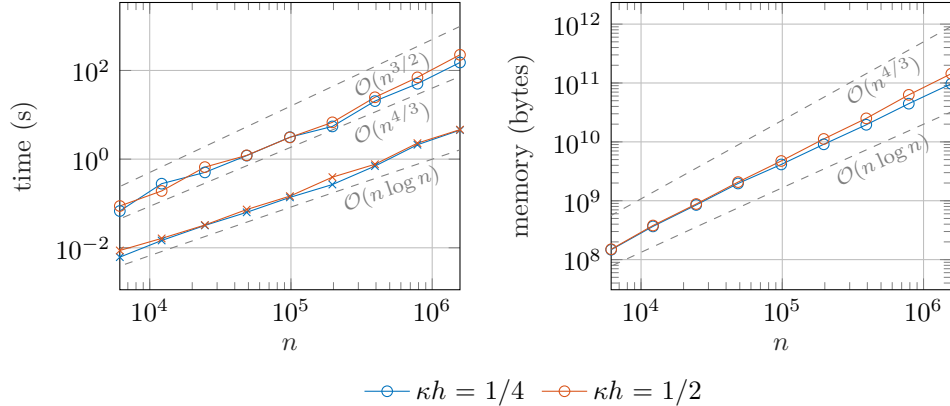 10^2
10^0
10^−2
time (s)
O(n^{3/2})
O(n^{4/3})
O(n log n)
10^4
10^5
10^6
n
10^12
10^11
10^10
10^9
10^8
memory (bytes)
O(n^{4/3})
O(n log n)
10^4
10^5
10^6
n
κh = 1/4 κh = 1/2